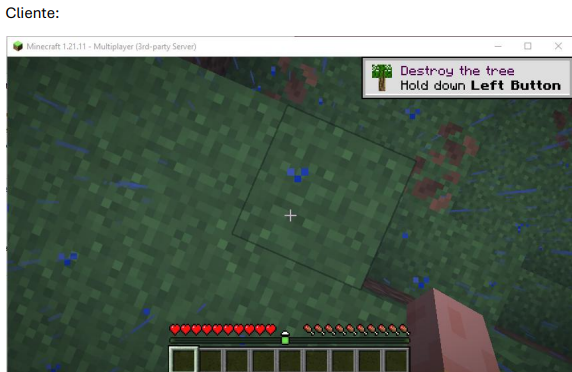 Cliente:
Minecraft 1.21.11 - Multiplayer (3rd-party Server)
Destroy the tree
Hold down Left Button